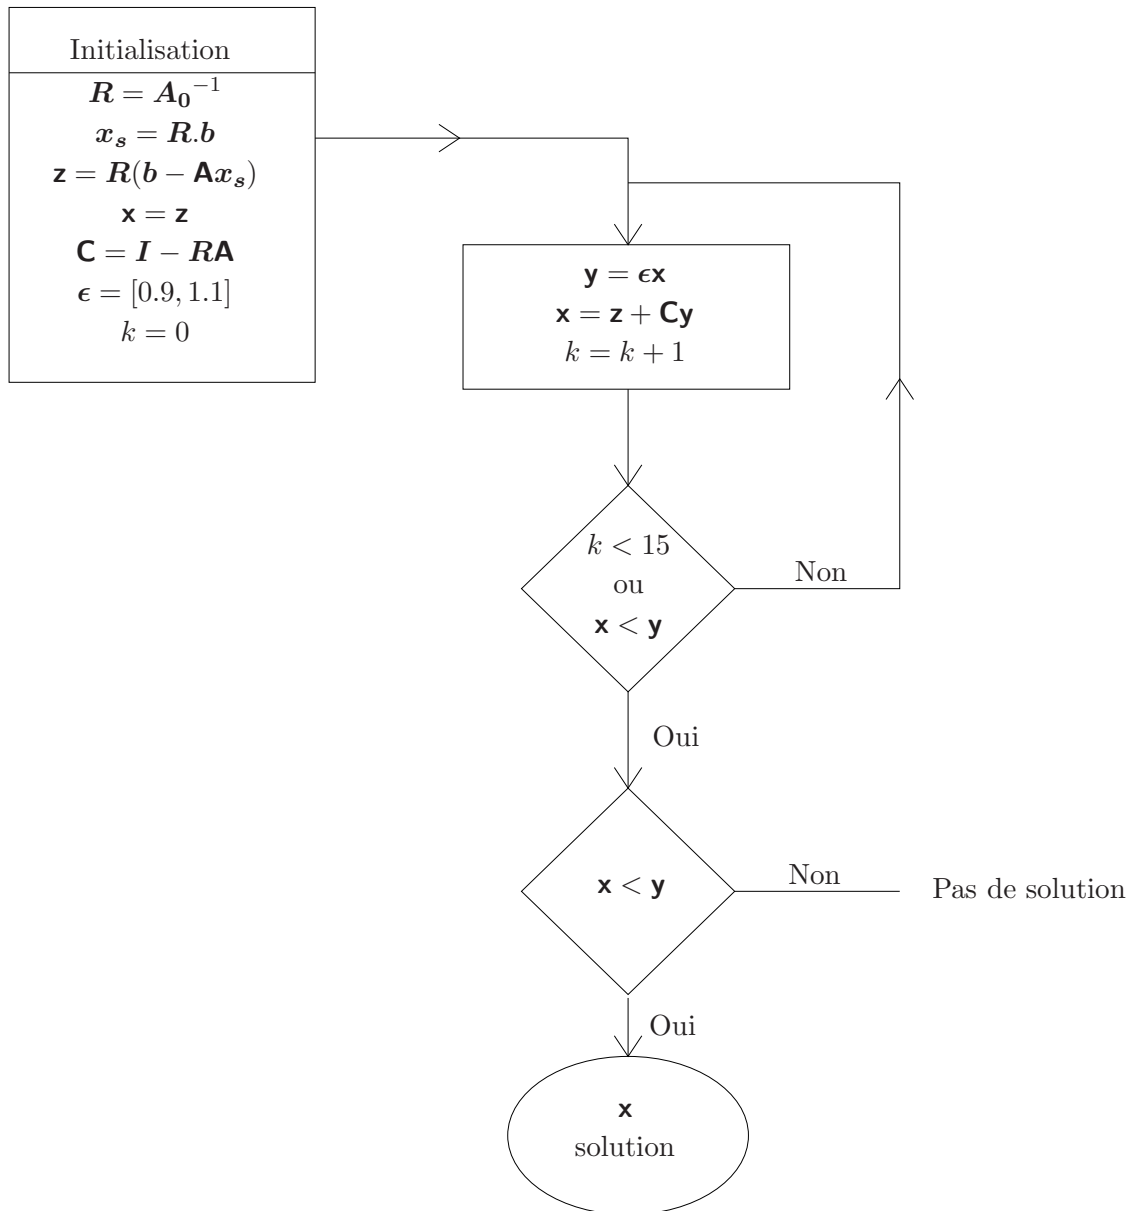 Initialisation
R = A₀⁻¹
xₛ = R.b
z = R(b − Axₛ)
x = z
C = I − RA
ϵ = [0.9, 1.1]
k = 0
y = ϵx
x = z + Cy
k = k + 1
k < 15
ou
x < y
Non
Oui
x < y
Non
Pas de solution
Oui
x
solution